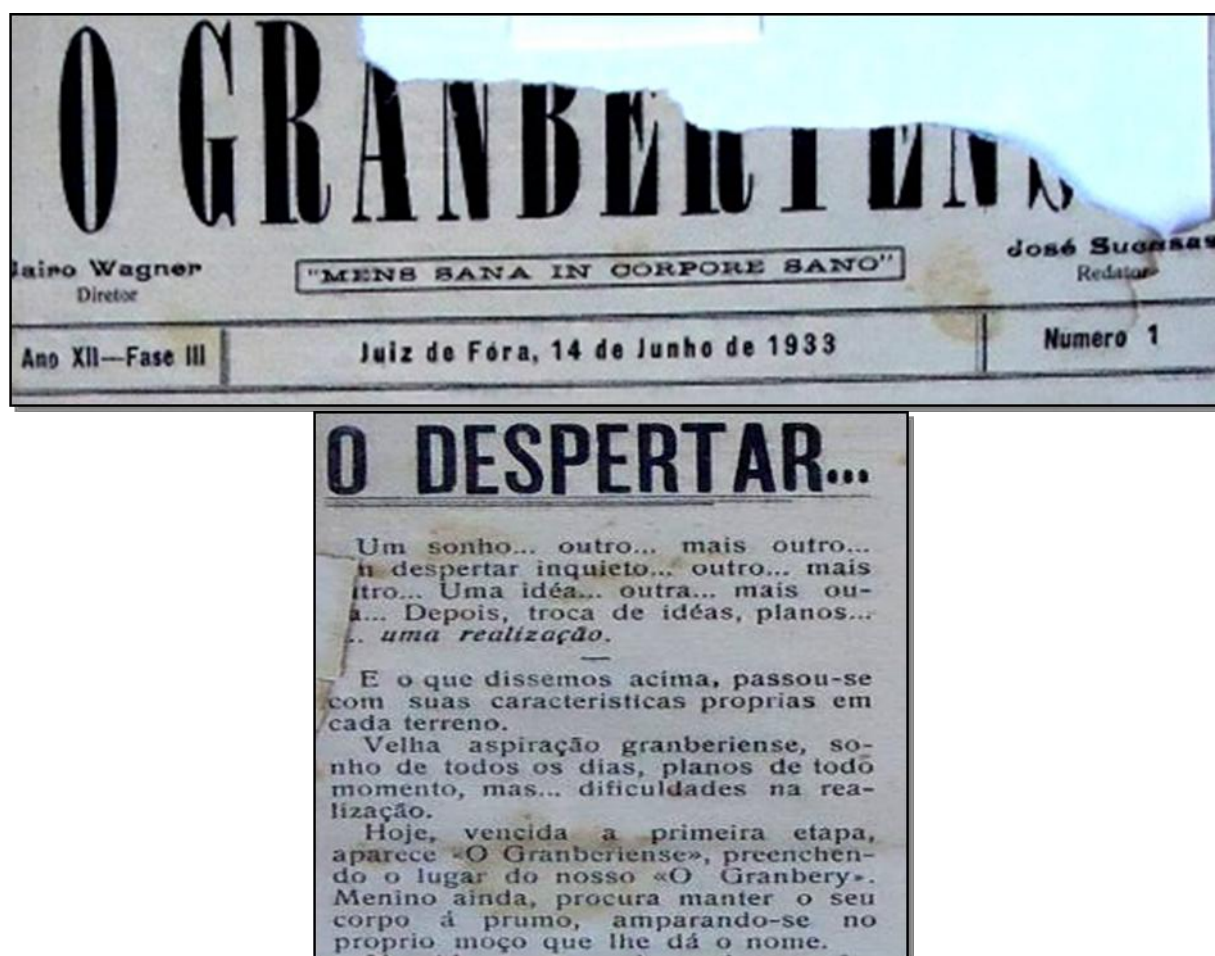 O GRANBERIENS
Jairo Wagner
Diretor
"MENS SANA IN CORPORE SANO"
José Sucasas
Redator
Ano XII—Fase III
Juiz de Fóra, 14 de Junho de 1933
Numero 1
O DESPERTAR...
Um sonho... outro... mais outro...
despertar inquieto... outro... mais
tro... Uma idéa... outra... mais ou-
a... Depois, troca de idéas, planos...
.. uma realização.
E o que dissemos acima, passou-se
com suas caracteristicas proprias em
cada terreno.
Velha aspiração granberiense, so-
nho de todos os dias, planos de todo
momento, mas... dificuldades na rea-
lização.
Hoje, vencida a primeira etapa,
aparece «O Granberiense», preenchen-
do o lugar do nosso «O Granbery».
Menino ainda, procura manter o seu
corpo á prumo, amparando-se no
proprio moço que lhe dá o nome.